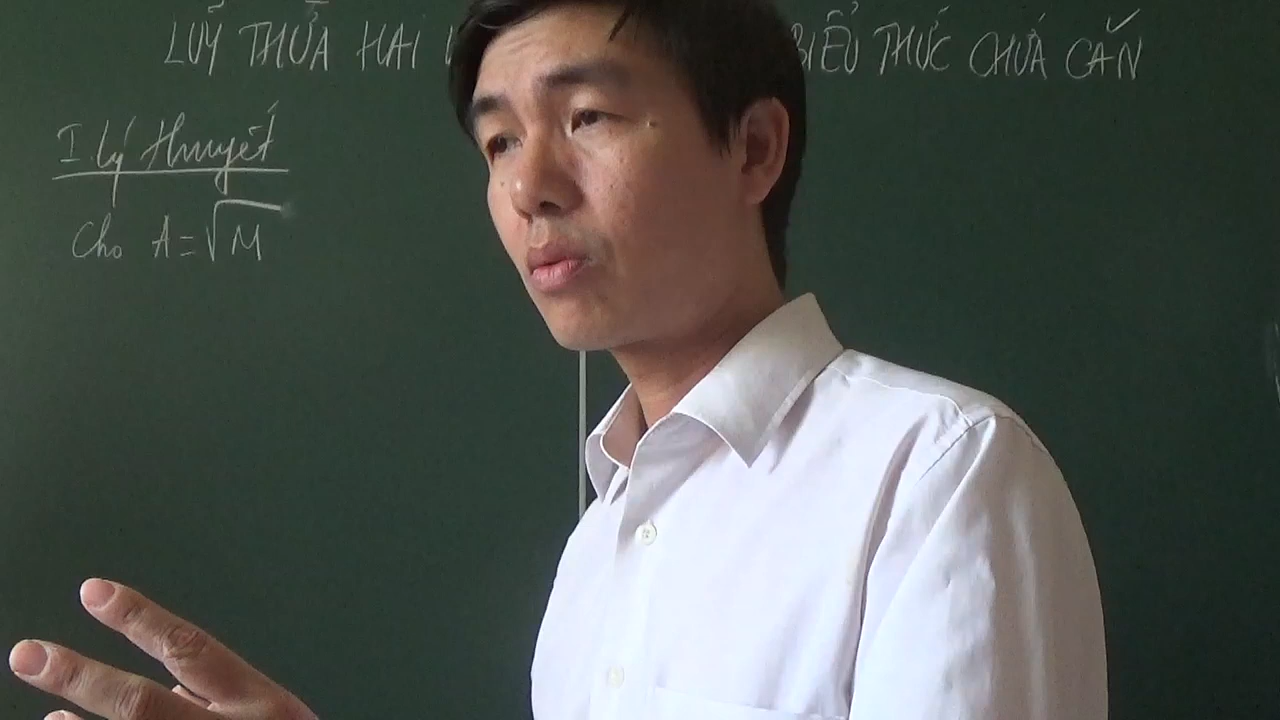 LUỸ THỪA HAI BIỂU THỨC CHỨA CĂN
I. Lý thuyết
Cho A = √M